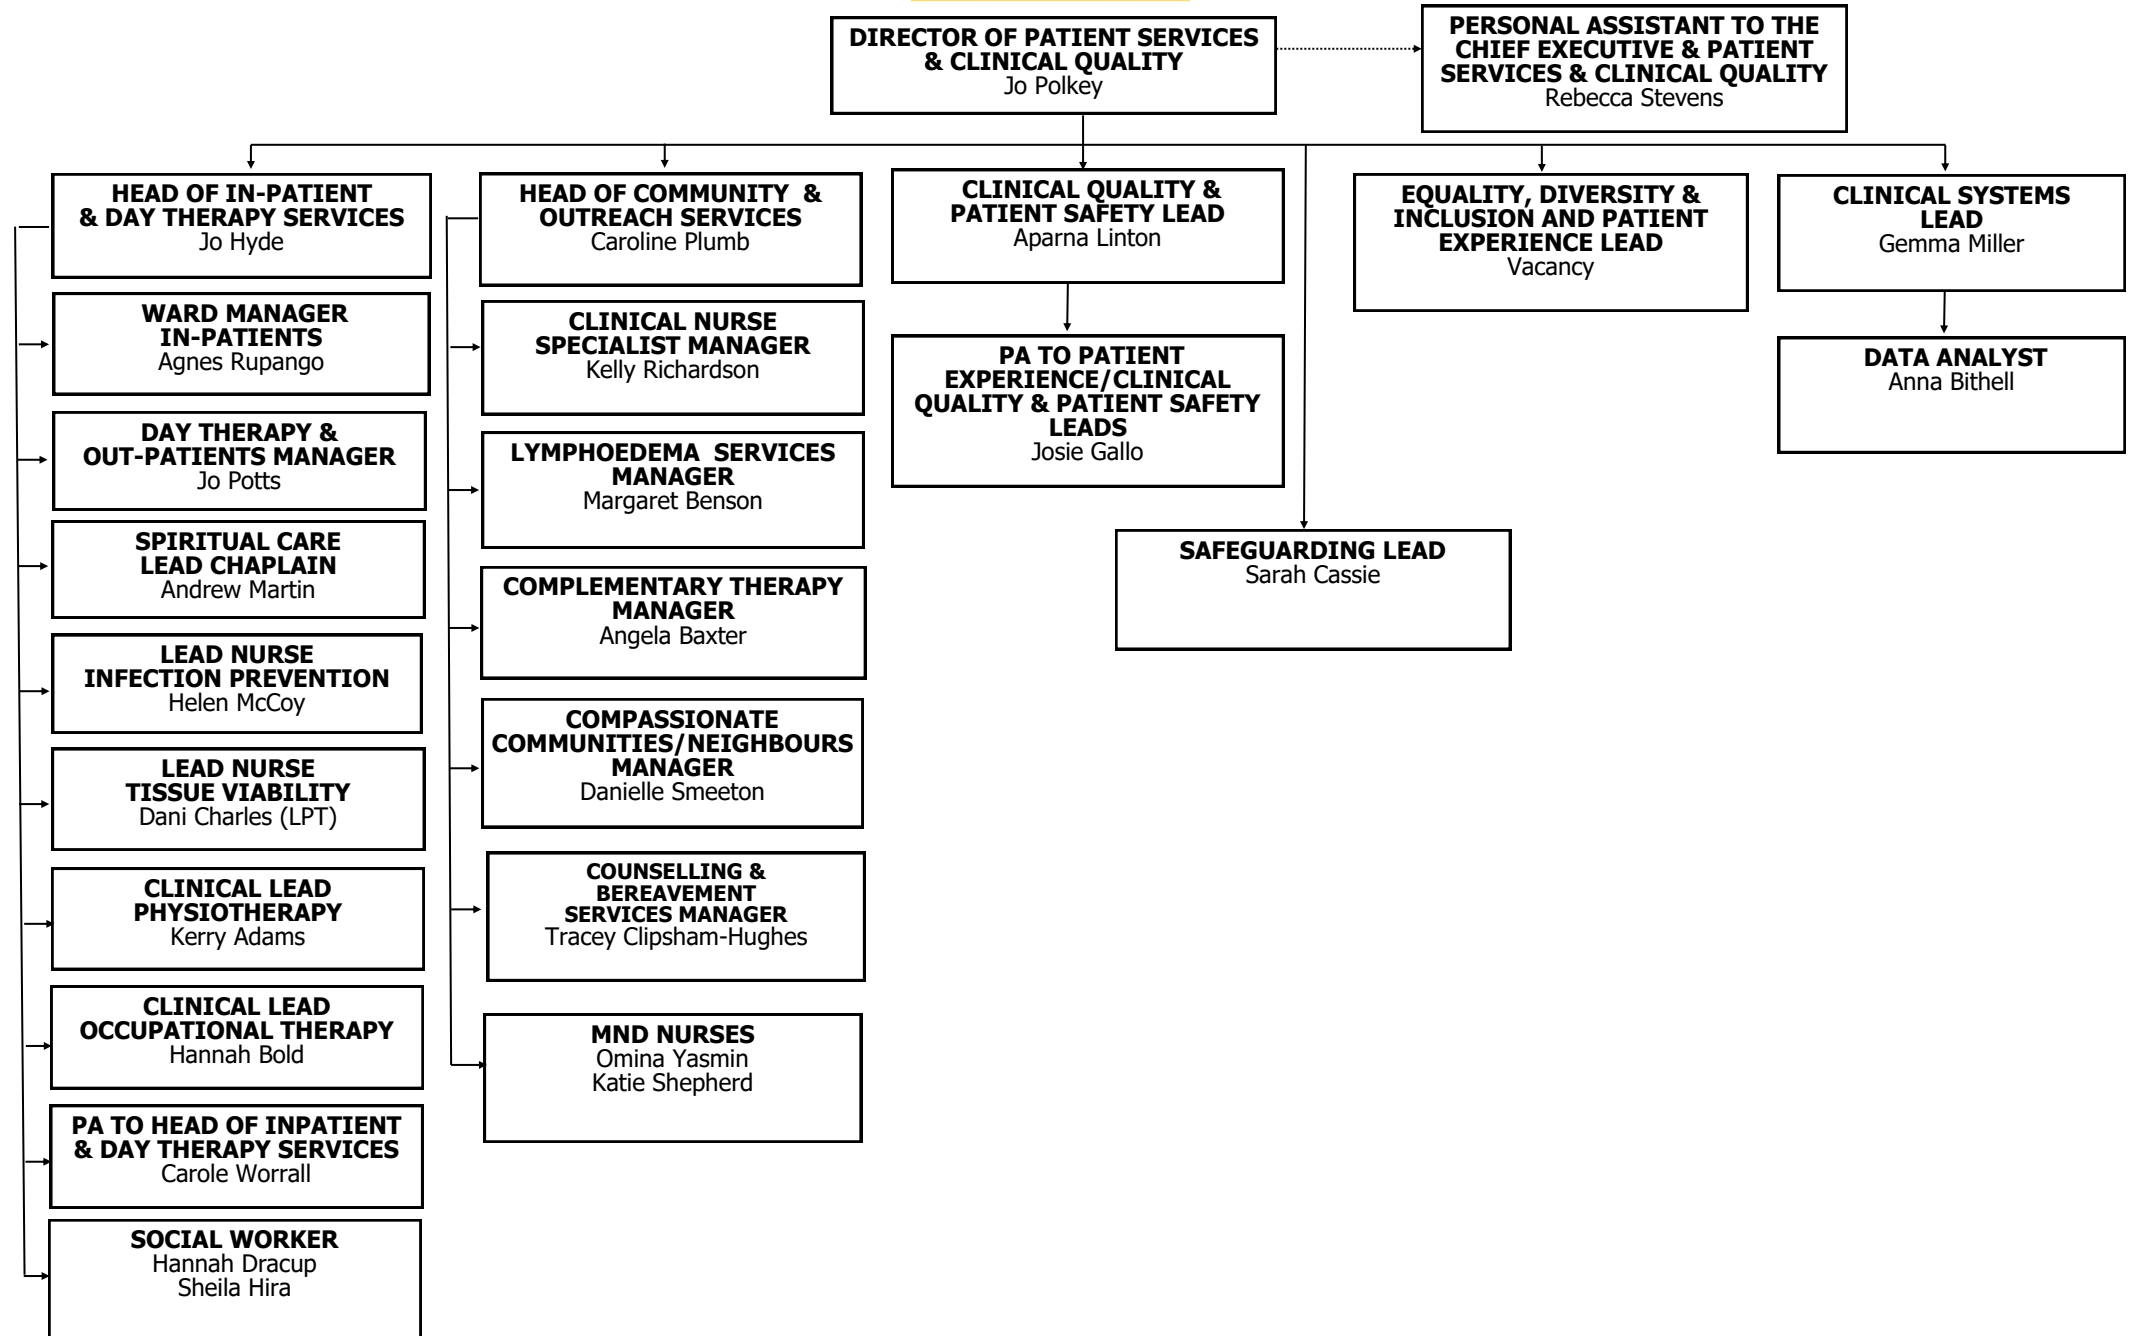 DIRECTOR OF PATIENT SERVICES
& CLINICAL QUALITY
Jo Polkey
PERSONAL ASSISTANT TO THE
CHIEF EXECUTIVE & PATIENT
SERVICES & CLINICAL QUALITY
Rebecca Stevens
HEAD OF IN-PATIENT
& DAY THERAPY SERVICES
Jo Hyde
WARD MANAGER
IN-PATIENTS
Agnes Rupango
DAY THERAPY &
OUT-PATIENTS MANAGER
Jo Potts
SPIRITUAL CARE
LEAD CHAPLAIN
Andrew Martin
LEAD NURSE
INFECTION PREVENTION
Helen McCoy
LEAD NURSE
TISSUE VIABILITY
Dani Charles (LPT)
CLINICAL LEAD
PHYSIOTHERAPY
Kerry Adams
CLINICAL LEAD
OCCUPATIONAL THERAPY
Hannah Bold
PA TO HEAD OF INPATIENT
& DAY THERAPY SERVICES
Carole Worrall
SOCIAL WORKER
Hannah Dracup
Sheila Hira
HEAD OF COMMUNITY &
OUTREACH SERVICES
Caroline Plumb
CLINICAL NURSE
SPECIALIST MANAGER
Kelly Richardson
LYMPHOEDEMA SERVICES
MANAGER
Margaret Benson
COMPLEMENTARY THERAPY
MANAGER
Angela Baxter
COMPASSIONATE
COMMUNITIES/NEIGHBOURS
MANAGER
Danielle Smeeton
COUNSELLING &
BEREAVEMENT
SERVICES MANAGER
Tracey Clipsham-Hughes
MND NURSES
Omina Yasmin
Katie Shepherd
CLINICAL QUALITY &
PATIENT SAFETY LEAD
Aparna Linton
PA TO PATIENT
EXPERIENCE/CLINICAL
QUALITY & PATIENT SAFETY
LEADS
Josie Gallo
SAFEGUARDING LEAD
Sarah Cassie
EQUALITY, DIVERSITY &
INCLUSION AND PATIENT
EXPERIENCE LEAD
Vacancy
CLINICAL SYSTEMS
LEAD
Gemma Miller
DATA ANALYST
Anna Bithell